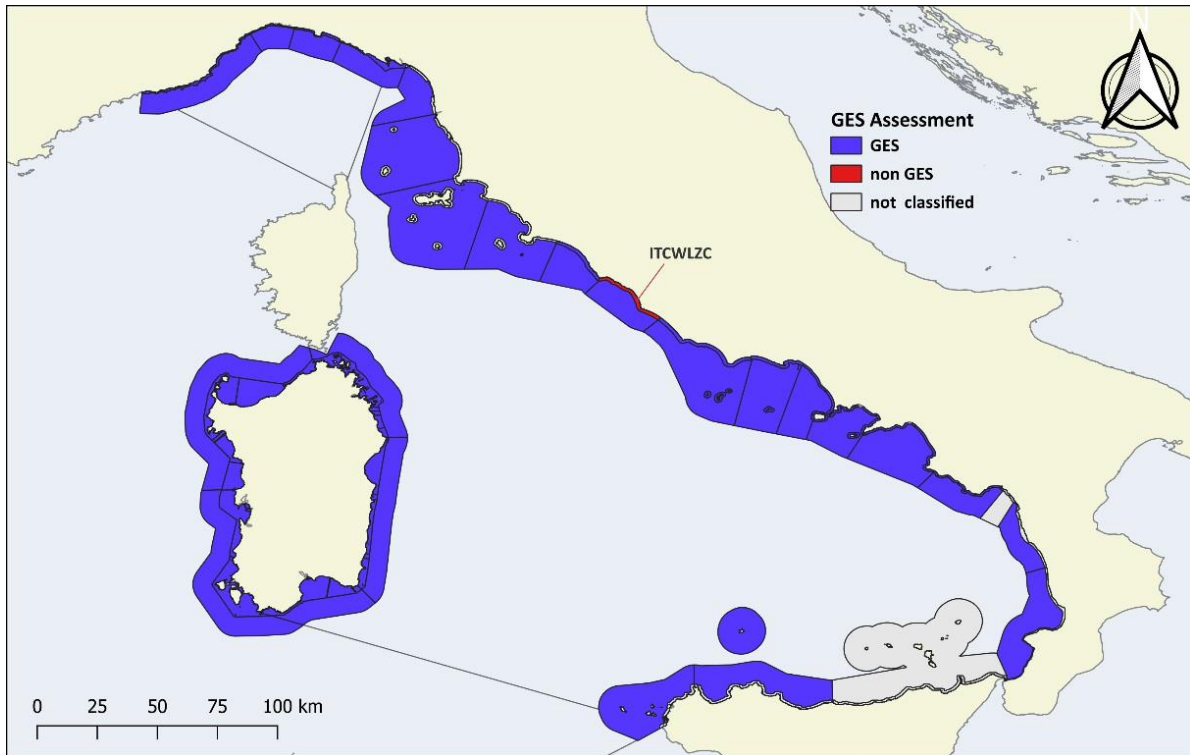 N
GES Assessment
GES
non GES
not classified
ITCWLZC
0 25 50 75 100 km